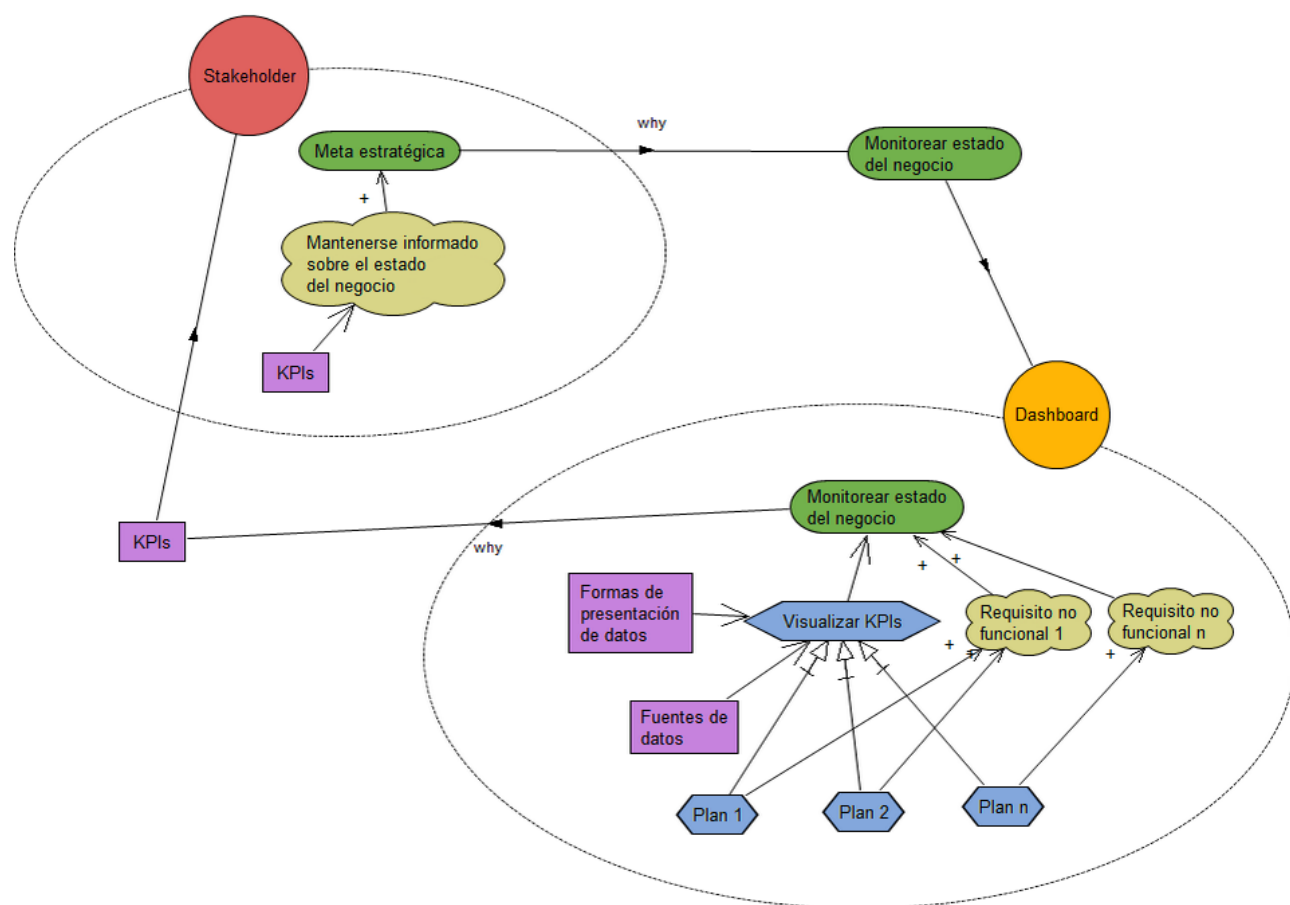 Stakeholder
why
Meta estratégica
Monitorear estado
del negocio
+
Mantenerse informado
sobre el estado
del negocio
KPIs
Dashboard
KPIs
why
Monitorear estado
del negocio
+
+
Formas de
presentación
de datos
Visualizar KPIs
Requisito no
funcional 1
Requisito no
funcional n
+
+
+
Fuentes de
datos
Plan 1
Plan 2
Plan n